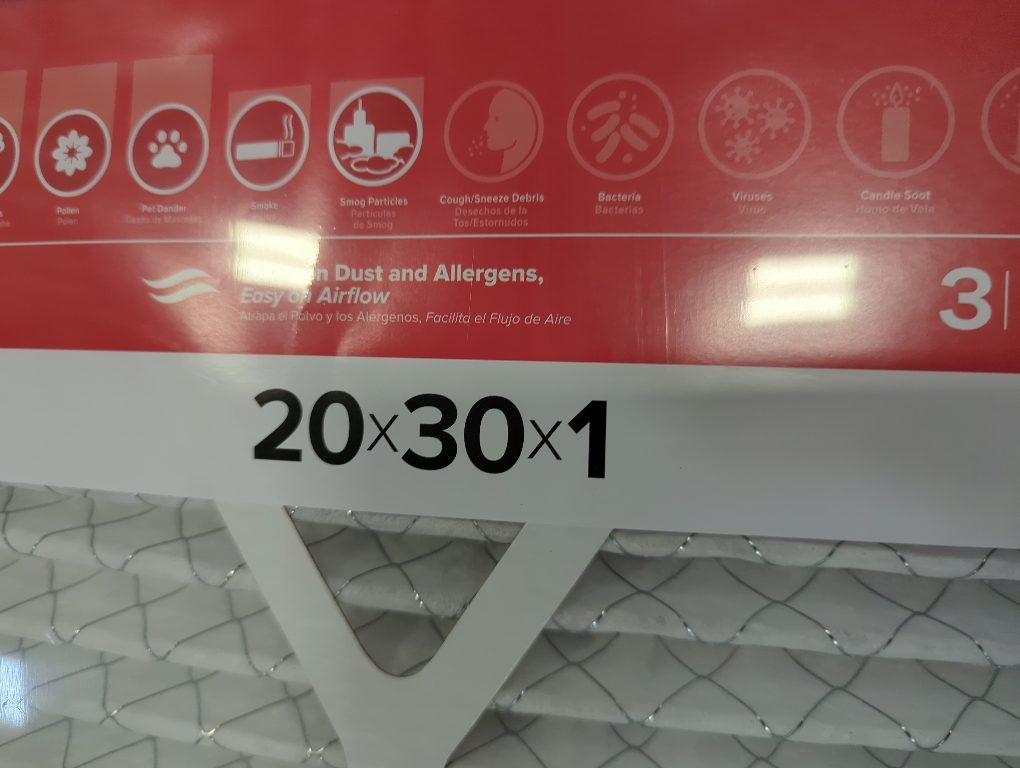 Pollen
Polen
Pet Dander
Caspa de Mascotas
Smoke
Smog Particles
Partículas
de Smog
Cough/Sneeze Debris
Desechos de la
Tos/Estornudos
Bacteria
Bacterias
Viruses
Virus
Candle Soot
Humo de Vela
Dust and Allergens,
Easy on Airflow
Atrapa el Polvo y los Alérgenos, Facilita el Flujo de Aire
3
20x30x1